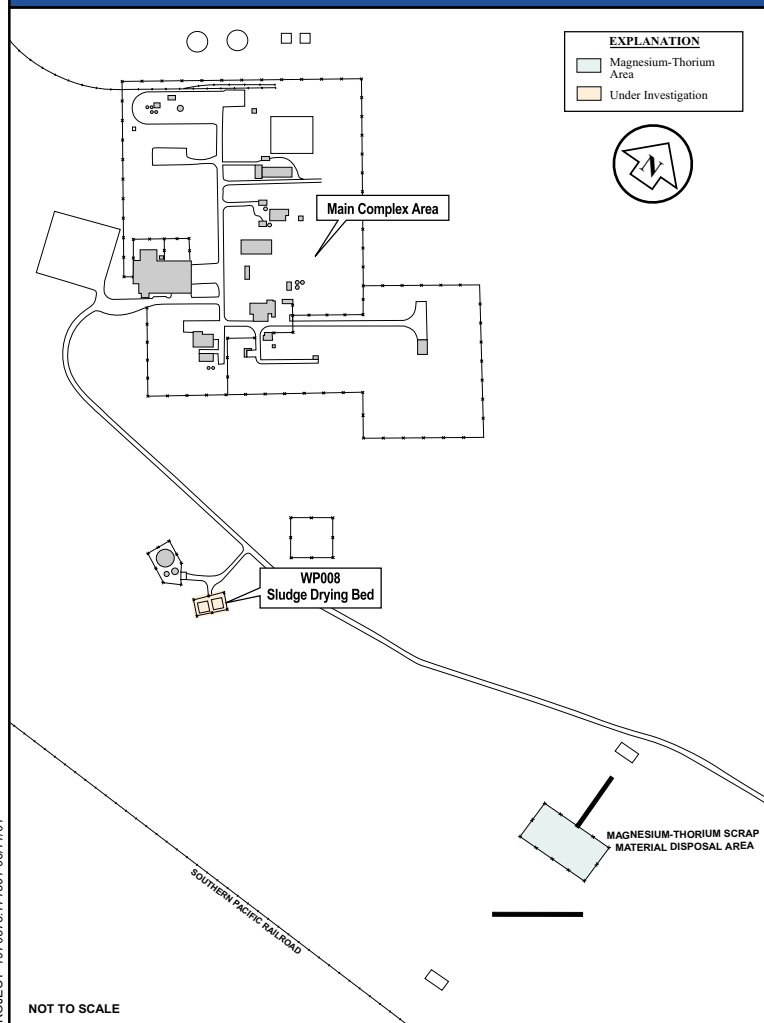 EXPLANATION
Magnesium-Thorium
Area
Under Investigation
N
Main Complex Area
WP008
Sludge Drying Bed
MAGNESIUM-THORIUM SCRAP
MATERIAL DISPOSAL AREA
SOUTHERN PACIFIC RAILROAD
NOT TO SCALE